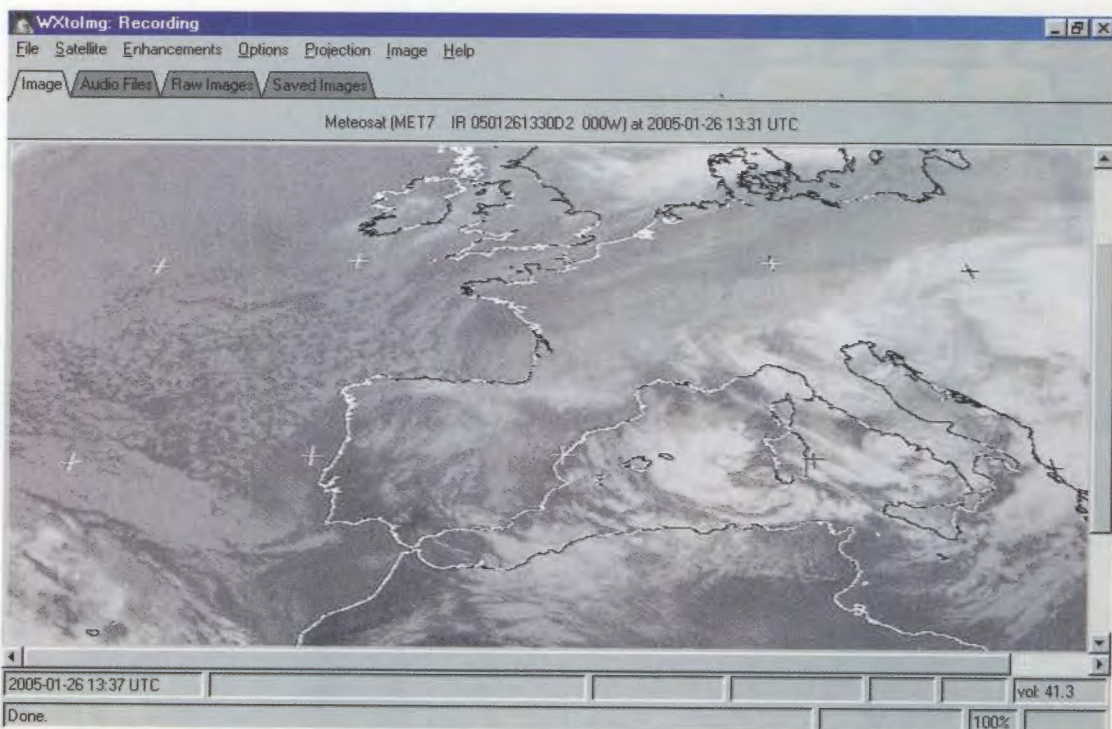 WXtoImg: Recording
File Satellite Enhancements Options Projection Image Help
Image Audio Files Raw Images Saved Images
Meteosat (MET7 IR 0501261330D2 000W) at 2005-01-26 13:31 UTC
2005-01-26 13:37 UTC vol: 41.3
Done. 100%